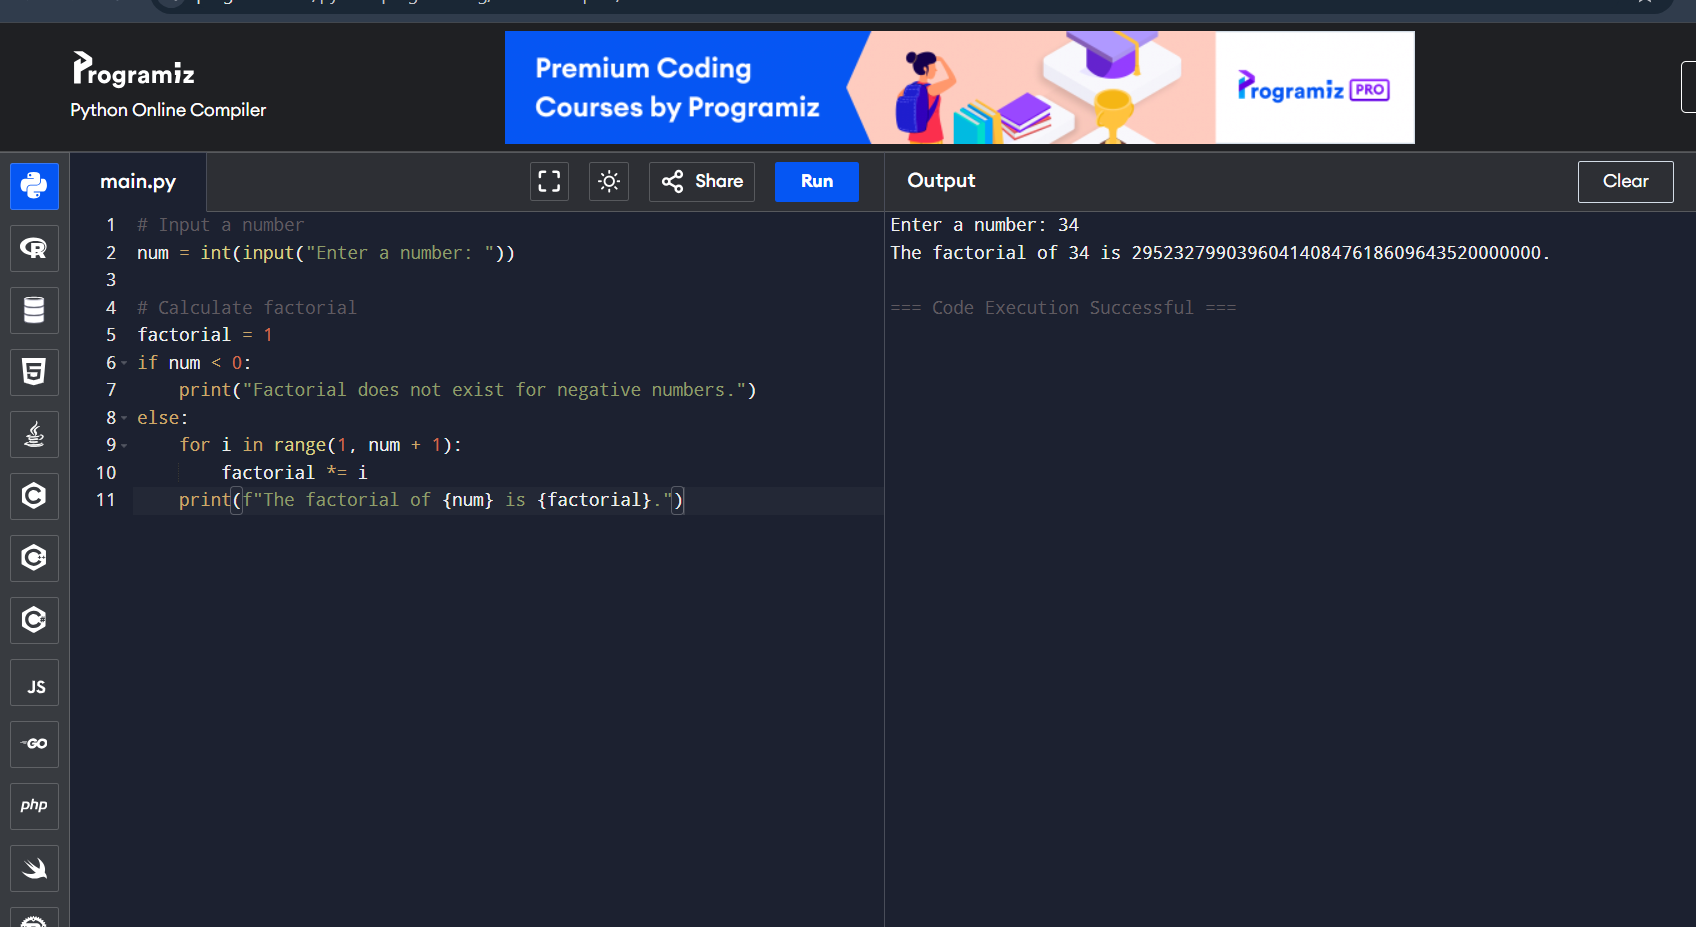 Programiz
Python Online Compiler
Premium Coding
Courses by Programiz
Programiz PRO
main.py
Share
Run
Output
Clear
1 # Input a number
2 num = int(input("Enter a number: "))
3
4 # Calculate factorial
5 factorial = 1
6 if num < 0:
7     print("Factorial does not exist for negative numbers.")
8 else:
9     for i in range(1, num + 1):
10         factorial *= i
11     print(f"The factorial of {num} is {factorial}.")
Enter a number: 34
The factorial of 34 is 295232799039604140847618609643520000000.
=== Code Execution Successful ===
R
5
C
C++
C#
JS
GO
php